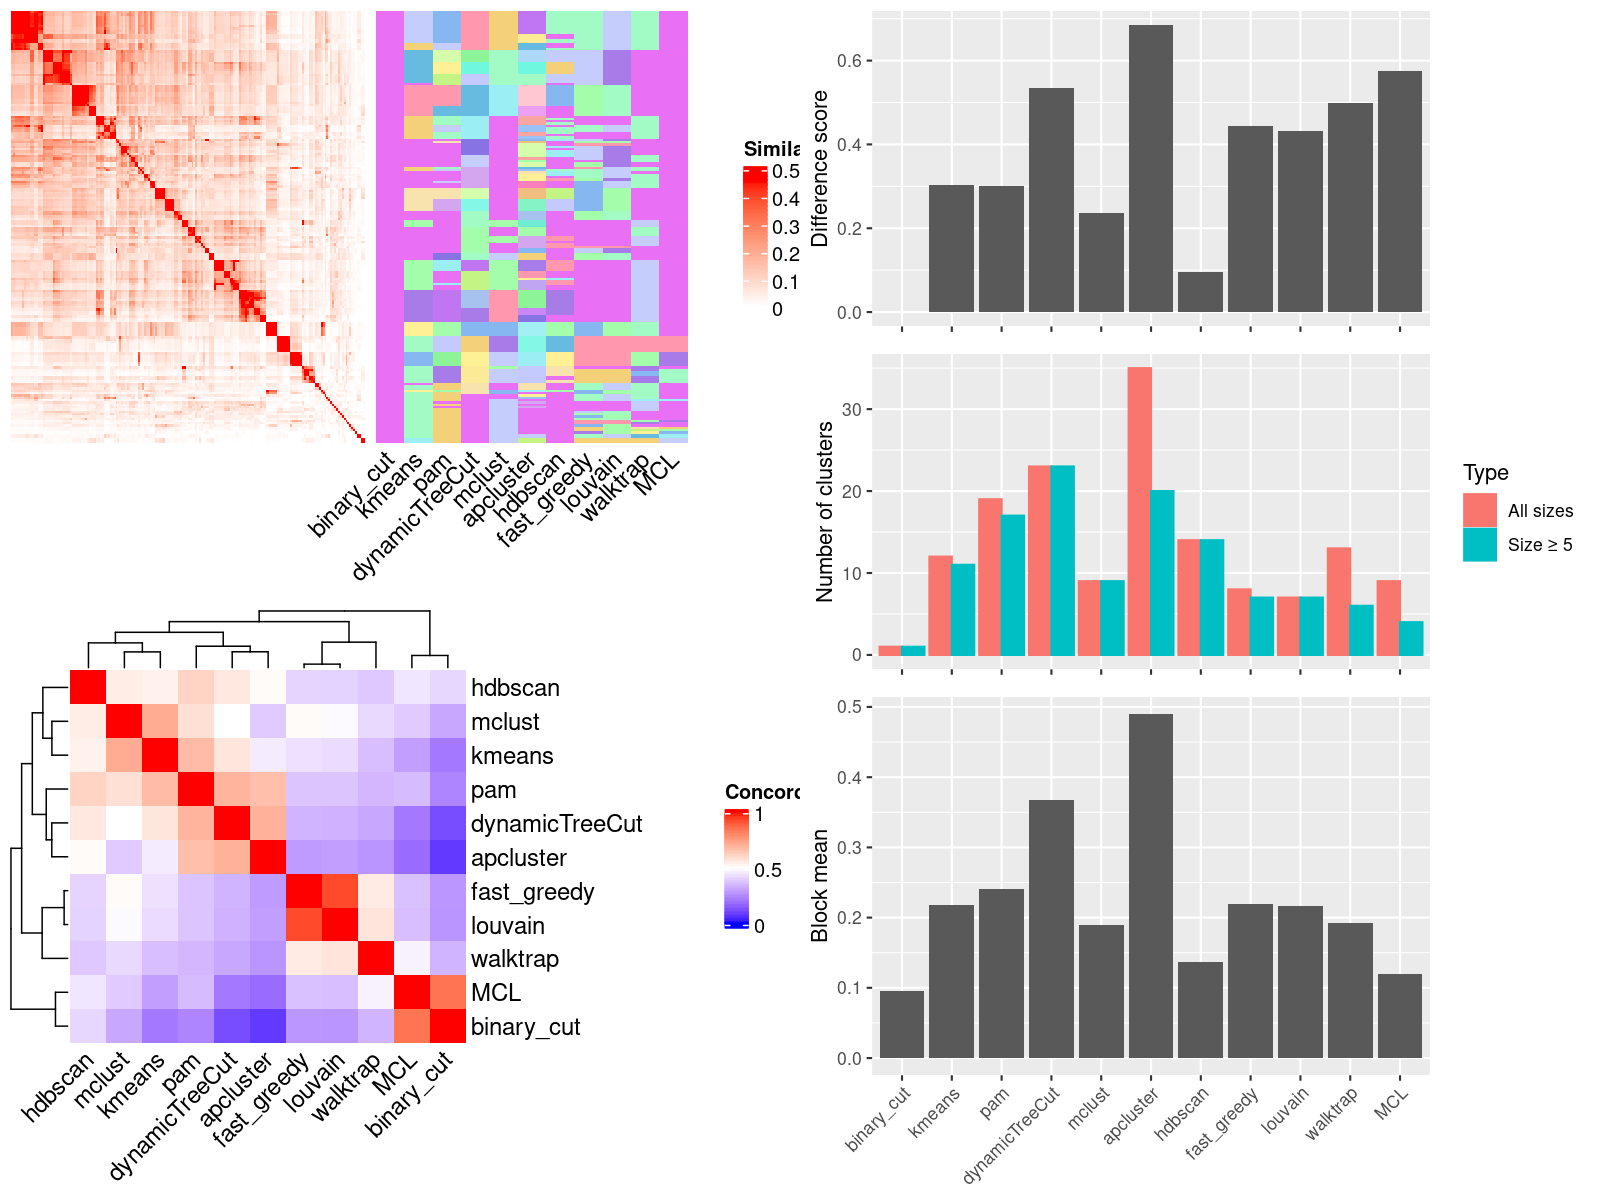 Simila
0.5
0.4
0.3
0.2
0.1
0
binary_cut
kmeans
pam
dynamicTreeCut
mclust
apcluster
hdbscan
fast_greedy
louvain
walktrap
MCL
hdbscan
mclust
kmeans
pam
dynamicTreeCut
apcluster
fast_greedy
louvain
walktrap
MCL
binary_cut
hdbscan
mclust
kmeans
pam
dynamicTreeCut
apcluster
fast_greedy
louvain
walktrap
MCL
binary_cut
Concord
1
0.5
0
Difference score
0.6
0.4
0.2
0.0
Number of clusters
30
20
10
0
Type
All sizes
Size ≥ 5
Block mean
0.5
0.4
0.3
0.2
0.1
0.0
binary_cut
kmeans
pam
dynamicTreeCut
mclust
apcluster
hdbscan
fast_greedy
louvain
walktrap
MCL